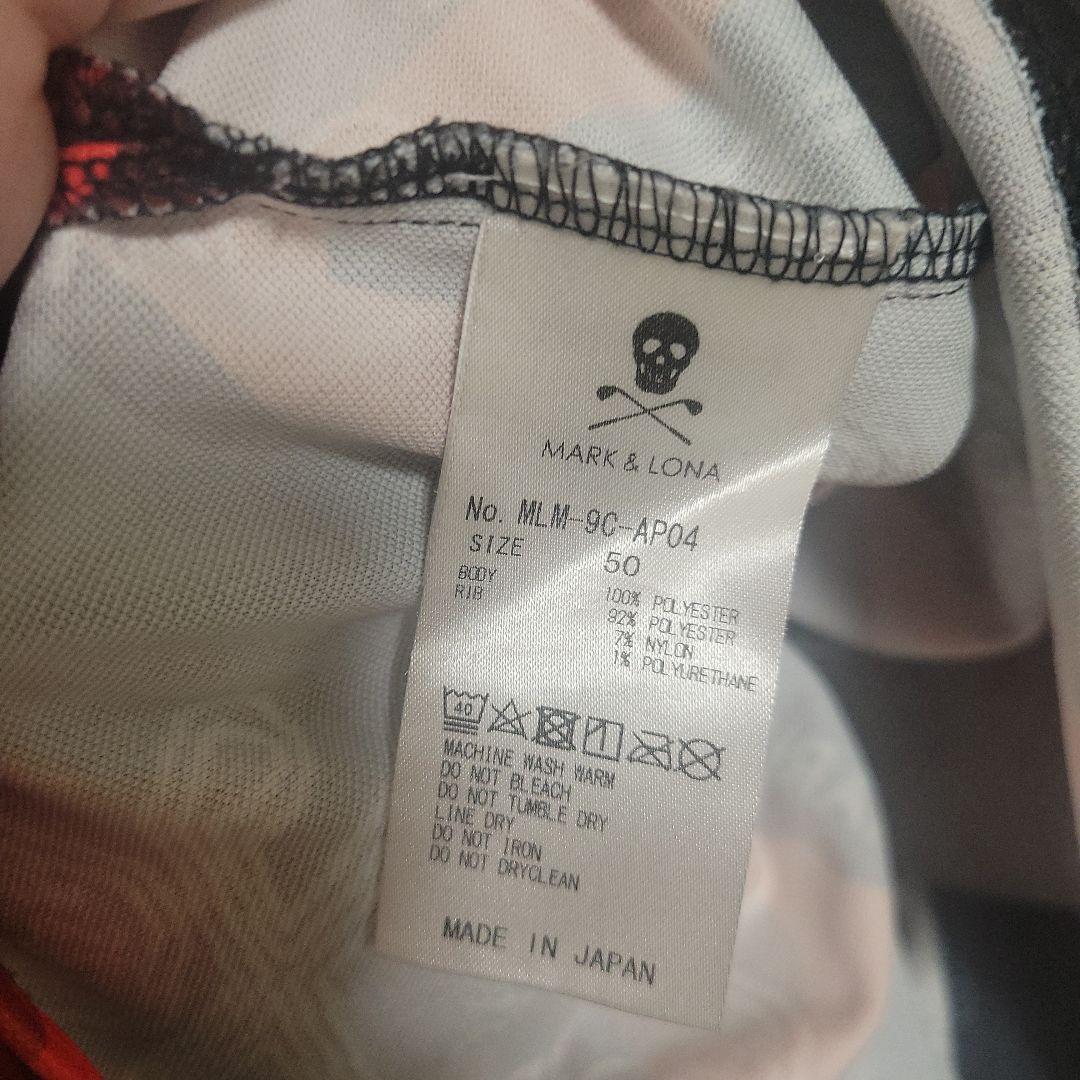 MARK & LONA
No. MLM-9C-AP04
SIZE 50
BODY 100% POLYESTER
RIB 92% POLYESTER
7% NYLON
1% POLYURETHANE
40
MACHINE WASH WARM
DO NOT BLEACH
DO NOT TUMBLE DRY
LINE DRY
DO NOT IRON
DO NOT DRYCLEAN
MADE IN JAPAN